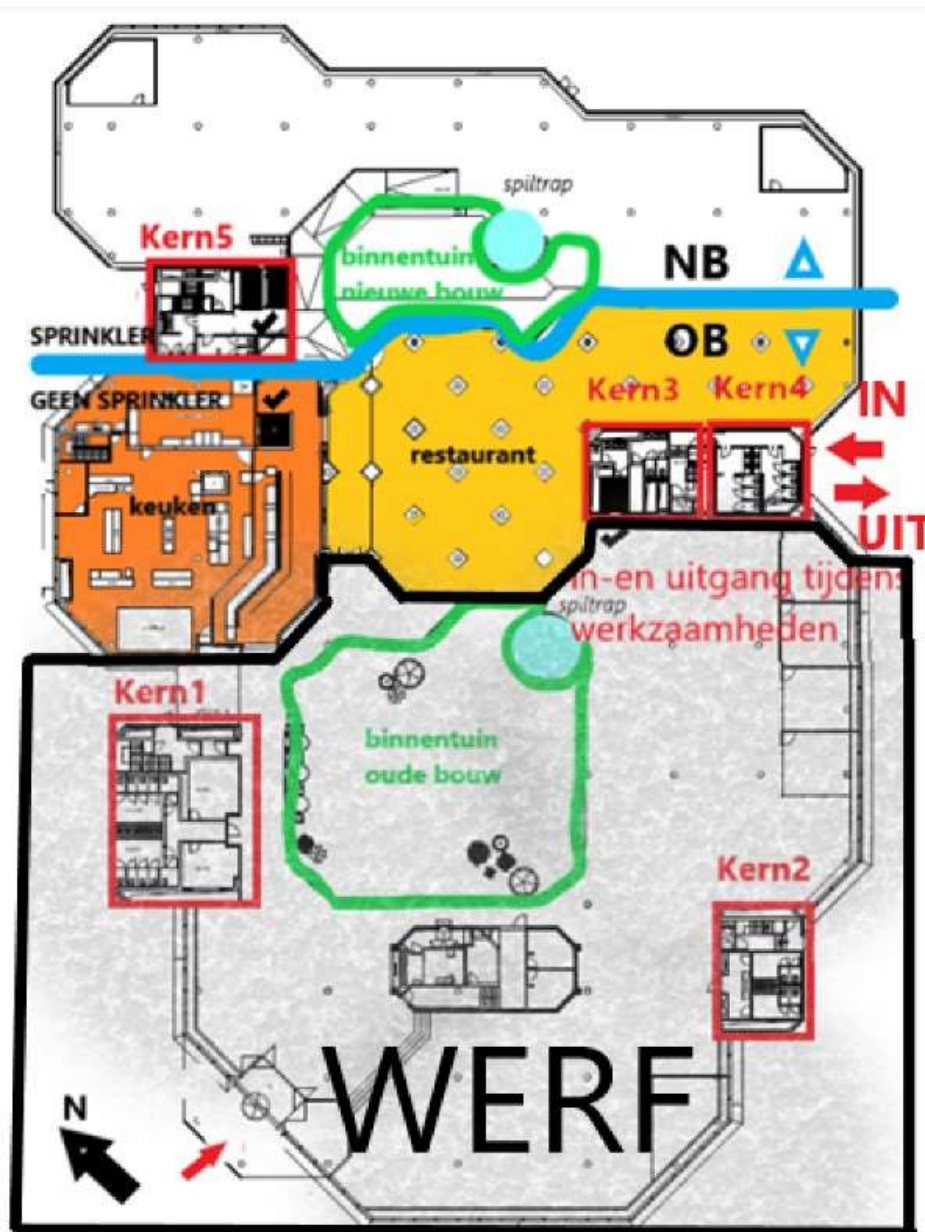 spiltrap
Kern5
binnentuin
nieuwe bouw
NB
SPRINKLER
OB
GEEN SPRINKLER
Kern3
Kern4
IN
restaurant
keuken
UIT
in-en uitgang tijdens
spiltrap
werkzaamheden
Kern1
binnentuin
oude bouw
Kern2
WERF
N